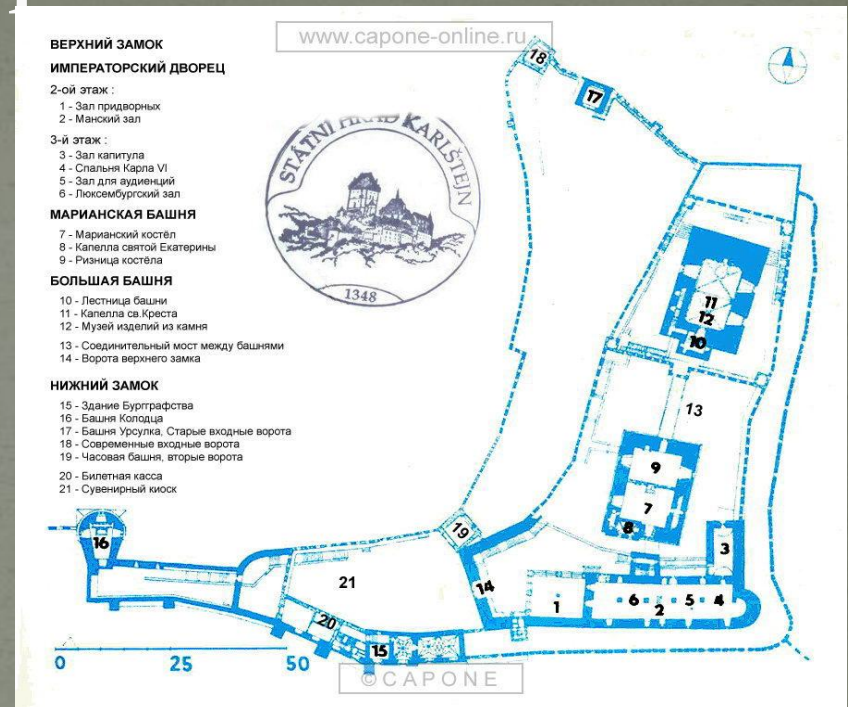 www.capone-online.ru
ВЕРХНИЙ ЗАМОК
ИМПЕРАТОРСКИЙ ДВОРЕЦ
2-ой этаж :
1 - Зал придворных
2 - Манский зал
3-й этаж :
3 - Зал капитула
4 - Спальня Карла VI
5 - Зал для аудиенций
6 - Люксембургский зал
МАРИАНСКАЯ БАШНЯ
7 - Марианский костёл
8 - Капелла святой Екатерины
9 - Ризница костёла
БОЛЬШАЯ БАШНЯ
10 - Лестница башни
11 - Капелла св.Креста
12 - Музей изделий из камня
13 - Соединительный мост между башнями
14 - Ворота верхнего замка
НИЖНИЙ ЗАМОК
15 - Здание Бургграфства
16 - Башня Колодца
17 - Башня Урсулка, Старые входные ворота
18 - Современные входные ворота
19 - Часовая башня, вторые ворота
20 - Билетная касса
21 - Сувенирный киоск
STÁTNÍ HRAD KARLŠTEJN
1348
18
17
11
12
10
13
9
7
8
3
19
16
14
21
1
6
2
5
4
20
15
0
25
50
©CAPONE